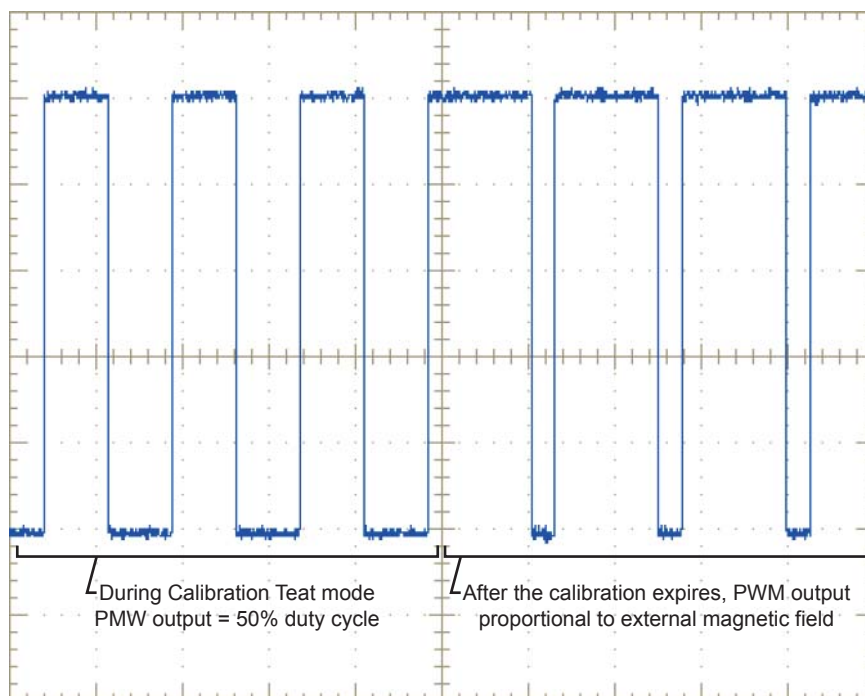 During Calibration Teat mode
PMW output = 50% duty cycle
After the calibration expires, PWM output
proportional to external magnetic field